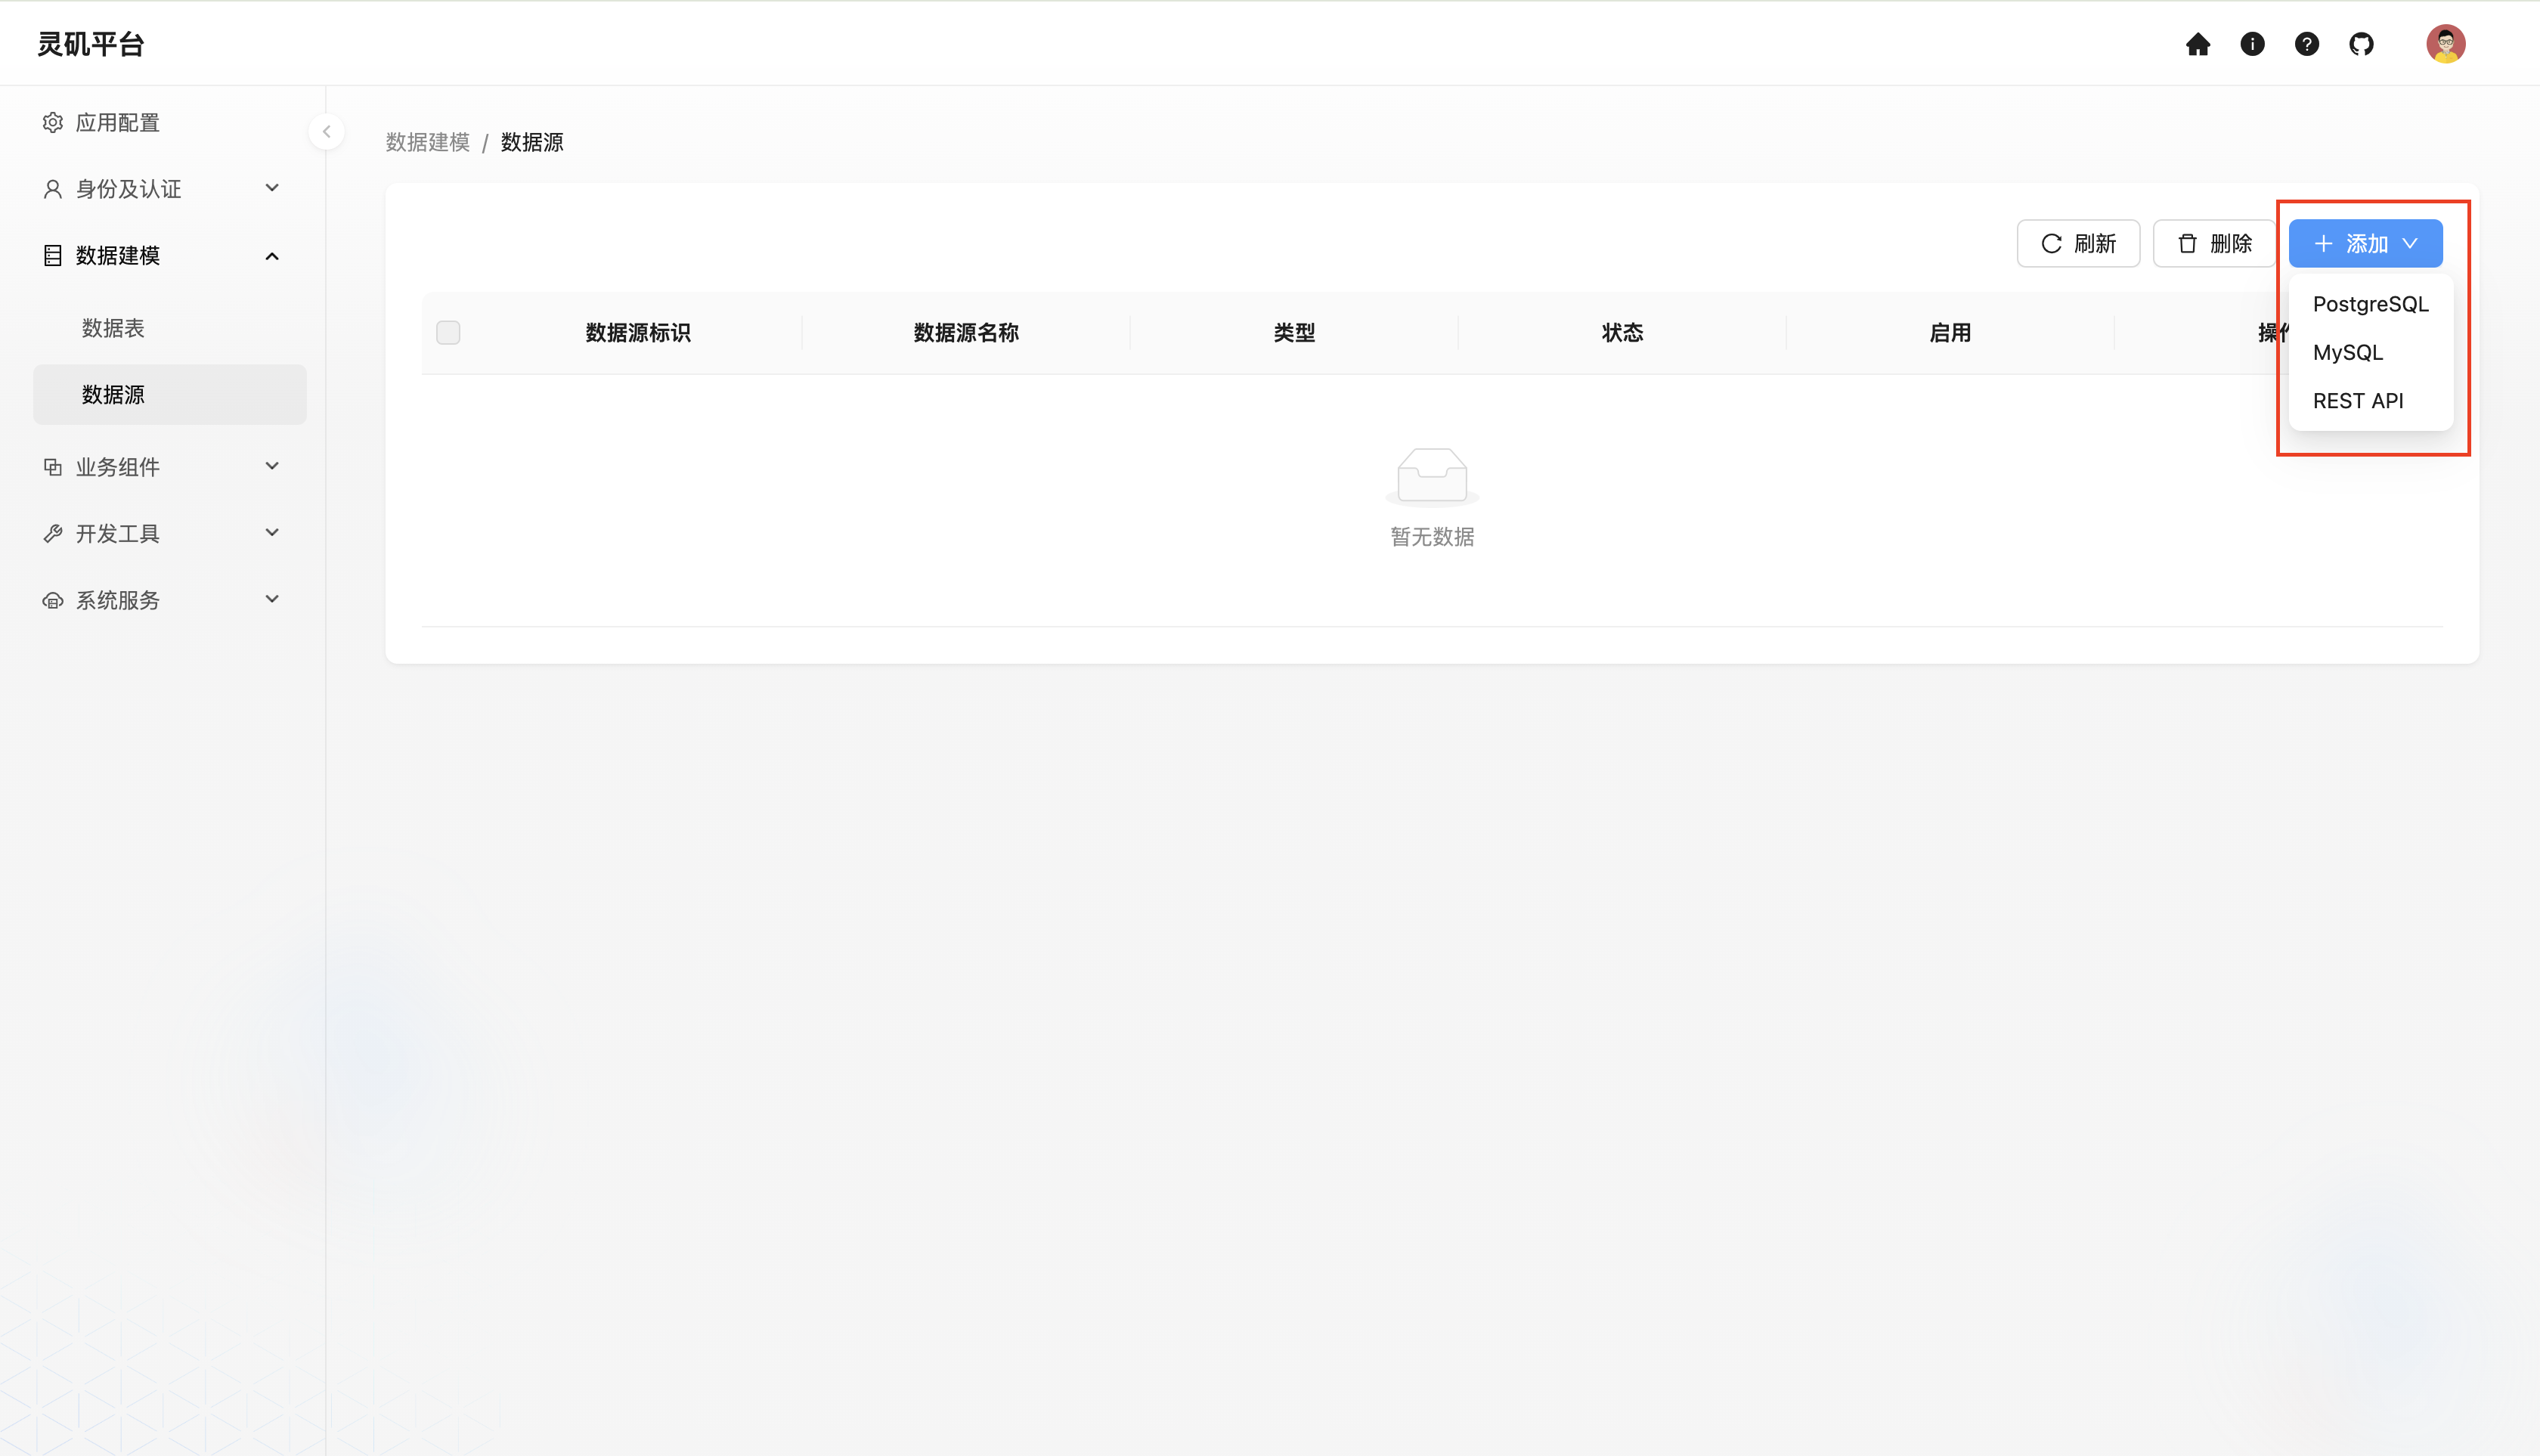 灵矶平台
应用配置
身份及认证
数据建模
数据表
数据源
业务组件
开发工具
系统服务
数据建模 / 数据源
刷新 删除 添加
PostgreSQL
MySQL
REST API
数据源标识 数据源名称 类型 状态 启用 操作
暂无数据